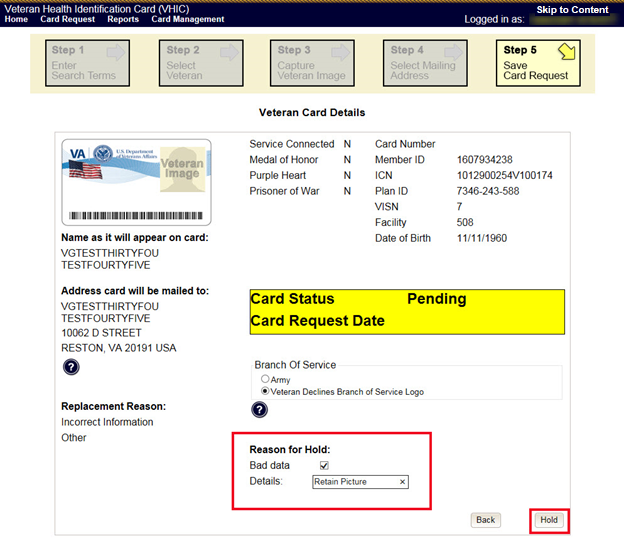 Veteran Health Identification Card (VHIC)
Skip to Content
Home Card Request Reports Card Management
Logged in as:
Step 1
Enter
Search Terms
Step 2
Select
Veteran
Step 3
Capture
Veteran Image
Step 4
Select Mailing
Address
Step 5
Save
Card Request
Veteran Card Details
VA
U.S. Department
of Veterans Affairs
Veteran
Image
Name as it will appear on card:
VGTESTTHIRTYFOU
TESTFOURTYFIVE
Address card will be mailed to:
VGTESTTHIRTYFOU
TESTFOURTYFIVE
10062 D STREET
RESTON, VA 20191 USA
?
Replacement Reason:
Incorrect Information
Other
Service Connected N
Medal of Honor N
Purple Heart N
Prisoner of War N
Card Number
Member ID 1607934238
ICN 1012900254V100174
Plan ID 7346-243-588
VISN 7
Facility 508
Date of Birth 11/11/1960
Card Status Pending
Card Request Date
Branch Of Service
Army
Veteran Declines Branch of Service Logo
?
Reason for Hold:
Bad data
Details: Retain Picture ×
Back Hold